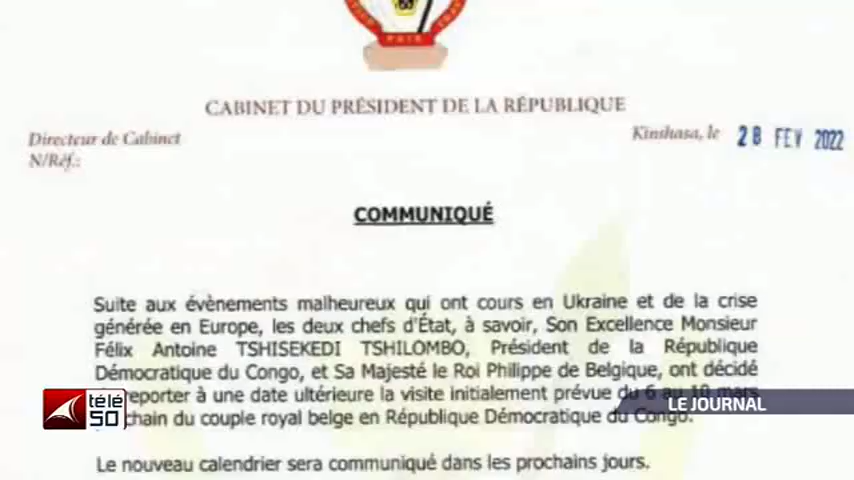 PAIX
CABINET DU PRÉSIDENT DE LA RÉPUBLIQUE
Directeur de Cabinet
Kinshasa, le 28 FEV 2022
N/Réf.:
COMMUNIQUÉ
Suite aux évènements malheureux qui ont cours en Ukraine et de la crise
générée en Europe, les deux chefs d'État, à savoir, Son Excellence Monsieur
Félix Antoine TSHISEKEDI TSHILOMBO, Président de la République
Démocratique du Congo, et Sa Majesté le Roi Philippe de Belgique, ont décidé
reporter à une date ultérieure la visite initialement prévue du 6 au 10 mars
chain du couple royal belge en République Démocratique du Congo.
Le nouveau calendrier sera communiqué dans les prochains jours.
télé
50
LE JOURNAL